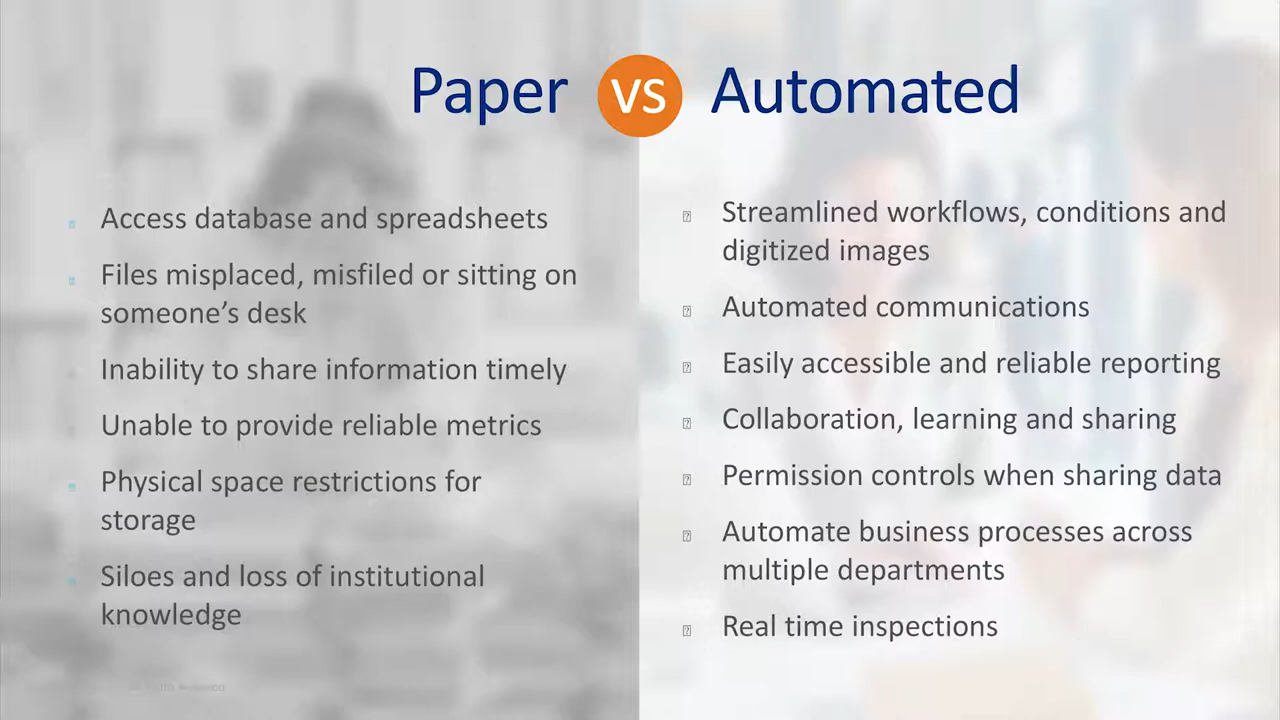 Paper VS Automated
Access database and spreadsheets
Files misplaced, misfiled or sitting on
someone's desk
Inability to share information timely
Unable to provide reliable metrics
Physical space restrictions for
storage
Siloes and loss of institutional
knowledge
Streamlined workflows, conditions and
digitized images
Automated communications
Easily accessible and reliable reporting
Collaboration, learning and sharing
Permission controls when sharing data
Automate business processes across
multiple departments
Real time inspections